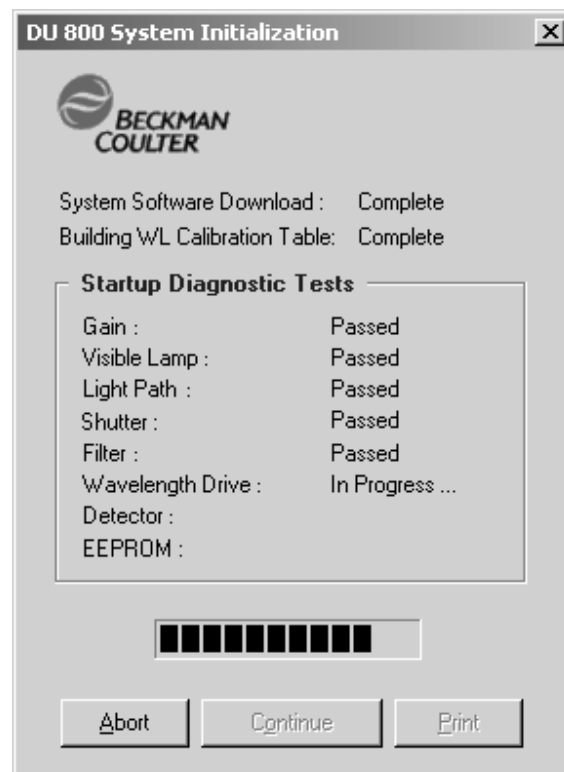 DU 800 System Initialization
BECKMAN
COULTER
System Software Download : Complete
Building WL Calibration Table: Complete
Startup Diagnostic Tests
Gain : Passed
Visible Lamp : Passed
Light Path : Passed
Shutter : Passed
Filter : Passed
Wavelength Drive : In Progress ...
Detector :
EEPROM :
Abort Continue Print